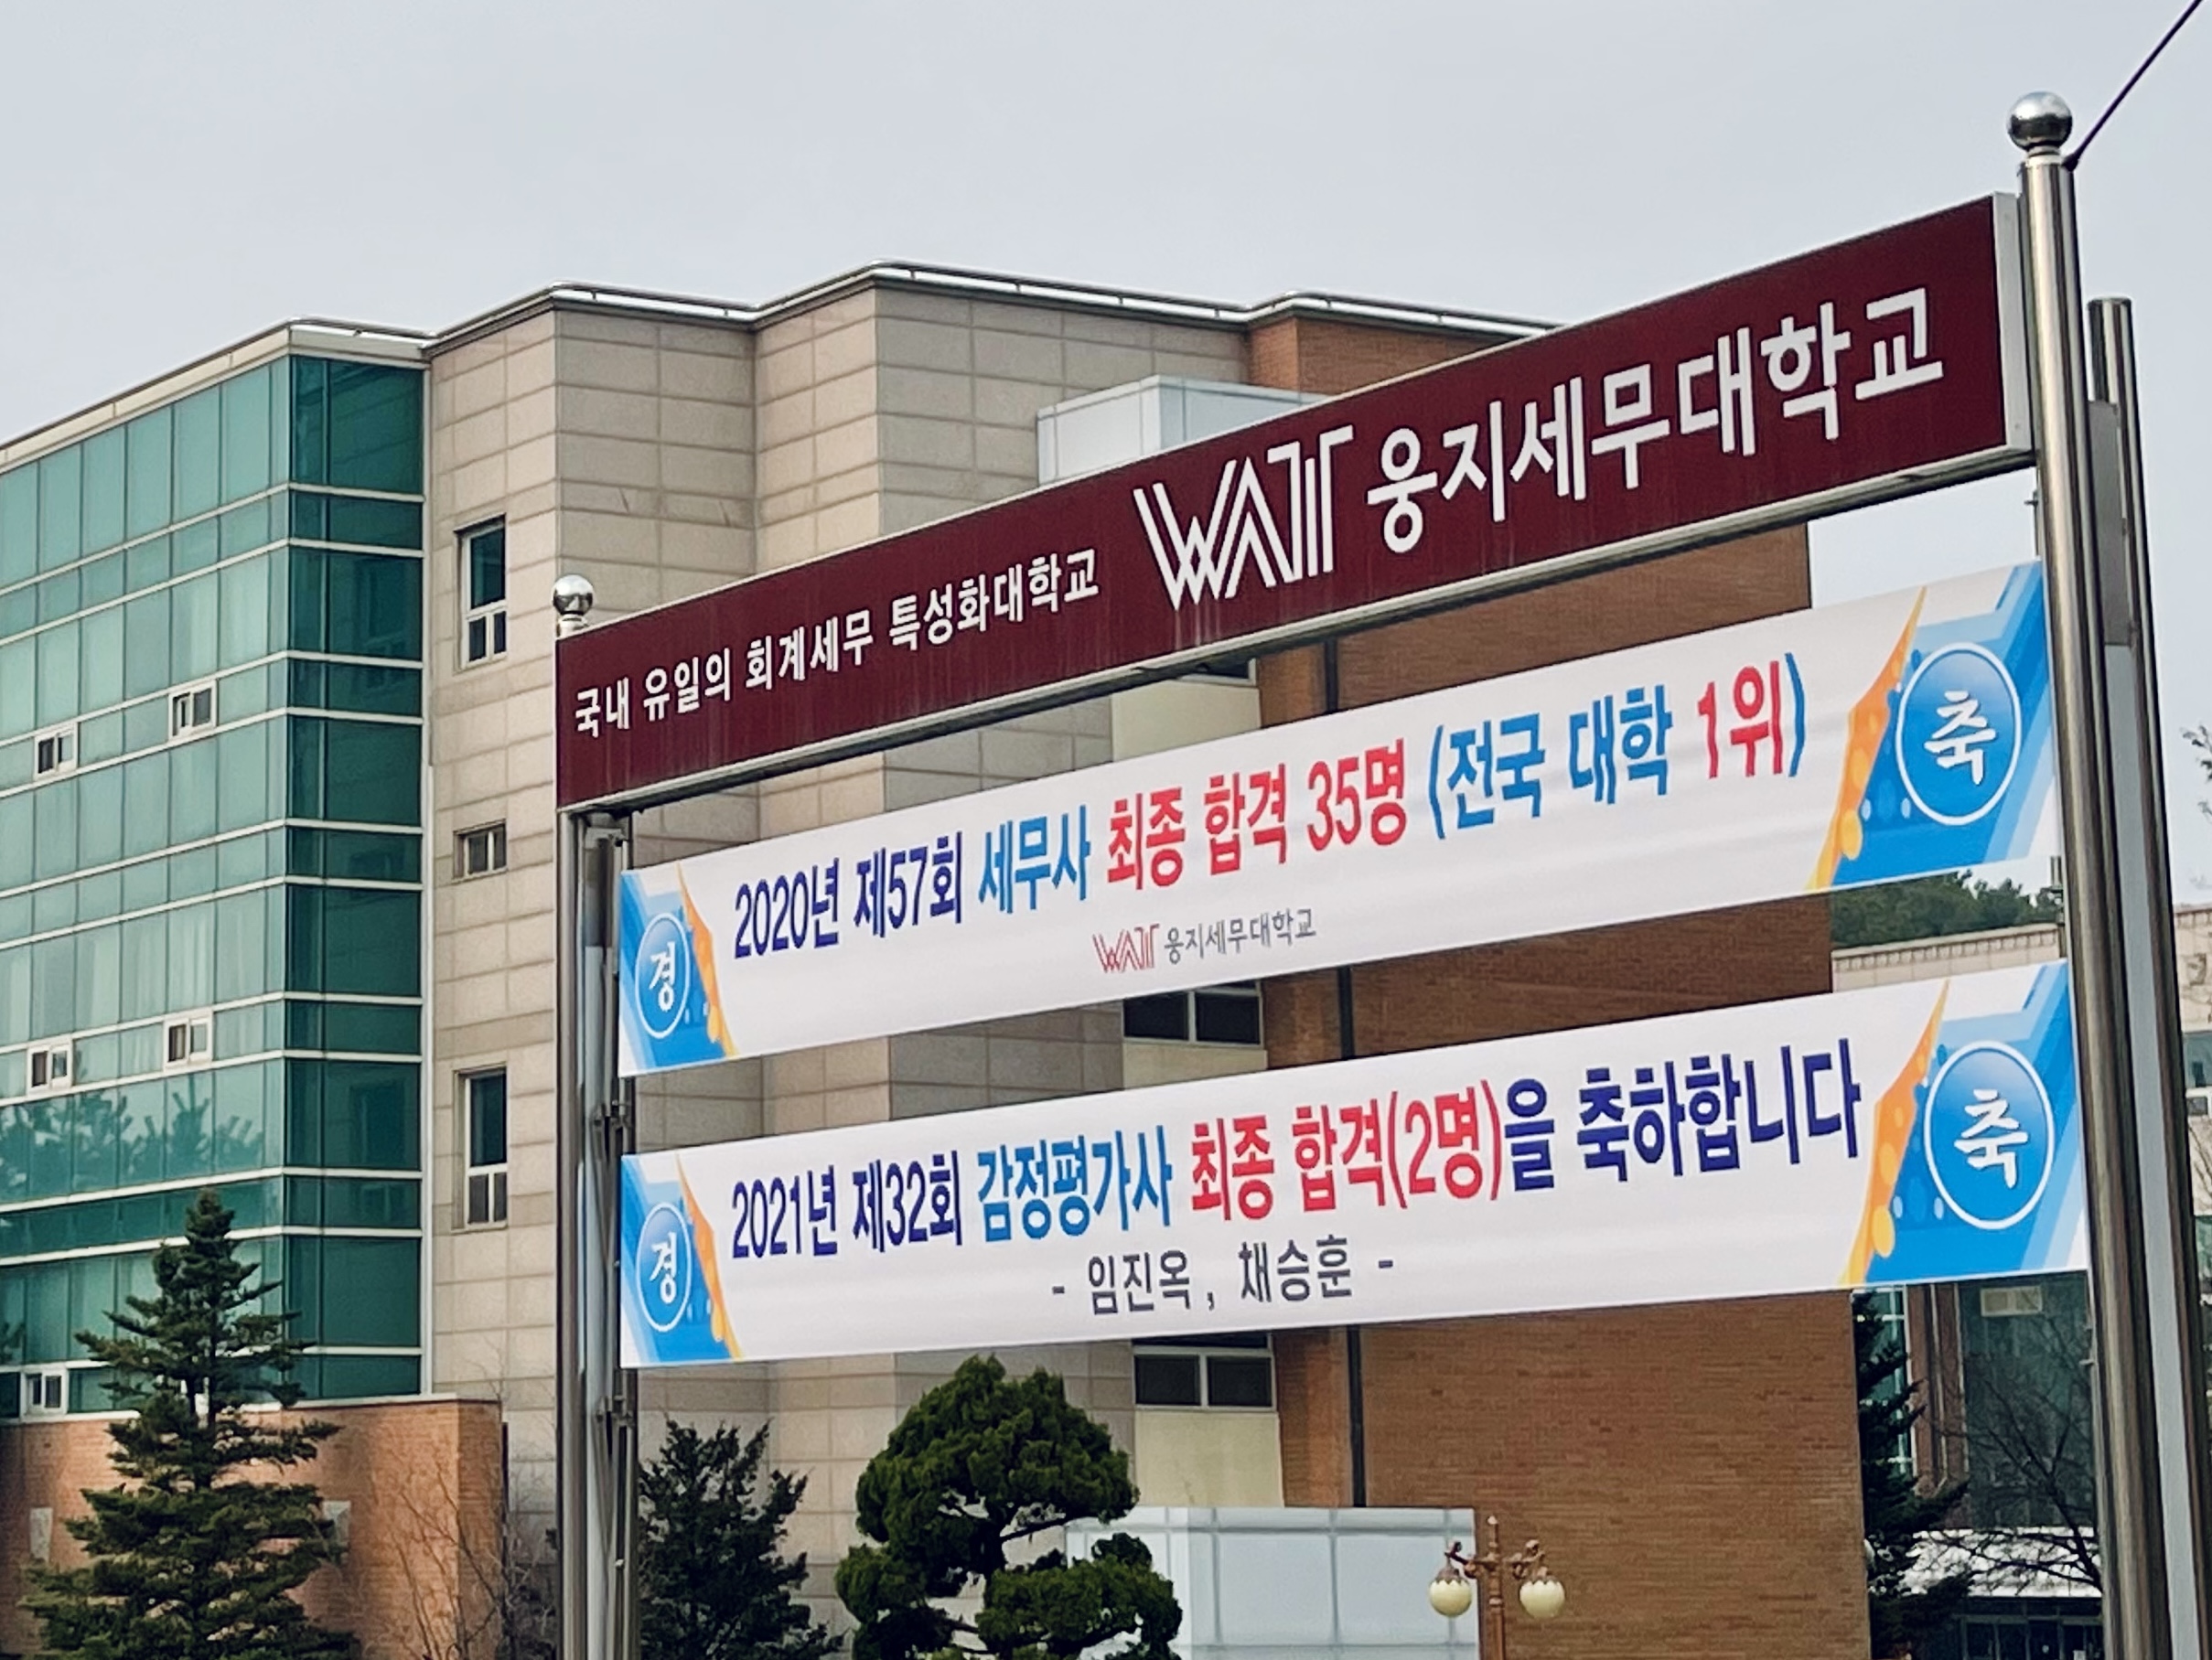 국내 유일의 회계세무 특성화대학교 WAT 웅지세무대학교
경 2020년 제57회 세무사 최종 합격 35명 (전국 대학 1위) 축
WAT 웅지세무대학교
경 2021년 제32회 감정평가사 최종 합격(2명)을 축하합니다 축
- 임진옥, 채승훈 -